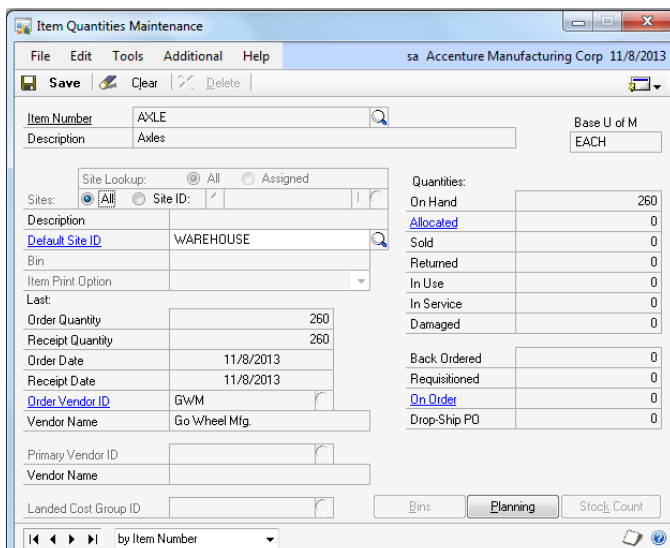 Item Quantities Maintenance
File Edit Tools Additional Help sa Accenture Manufacturing Corp 11/8/2013
Save Clear Delete
Item Number AXLE Base U of M
Description Axles EACH
Site Lookup: All Assigned Quantities:
Sites: All Site ID: On Hand 260
Description Allocated 0
Default Site ID WAREHOUSE Sold 0
Bin Returned 0
Item Print Option In Use 0
Last: In Service 0
Order Quantity 260 Damaged 0
Receipt Quantity 260
Order Date 11/8/2013 Back Ordered 0
Receipt Date 11/8/2013 Requisitioned 0
Order Vendor ID GWM On Order 0
Vendor Name Go Wheel Mfg. Drop-Ship PO 0
Primary Vendor ID
Vendor Name
Landed Cost Group ID Bins Planning Stock Count
by Item Number